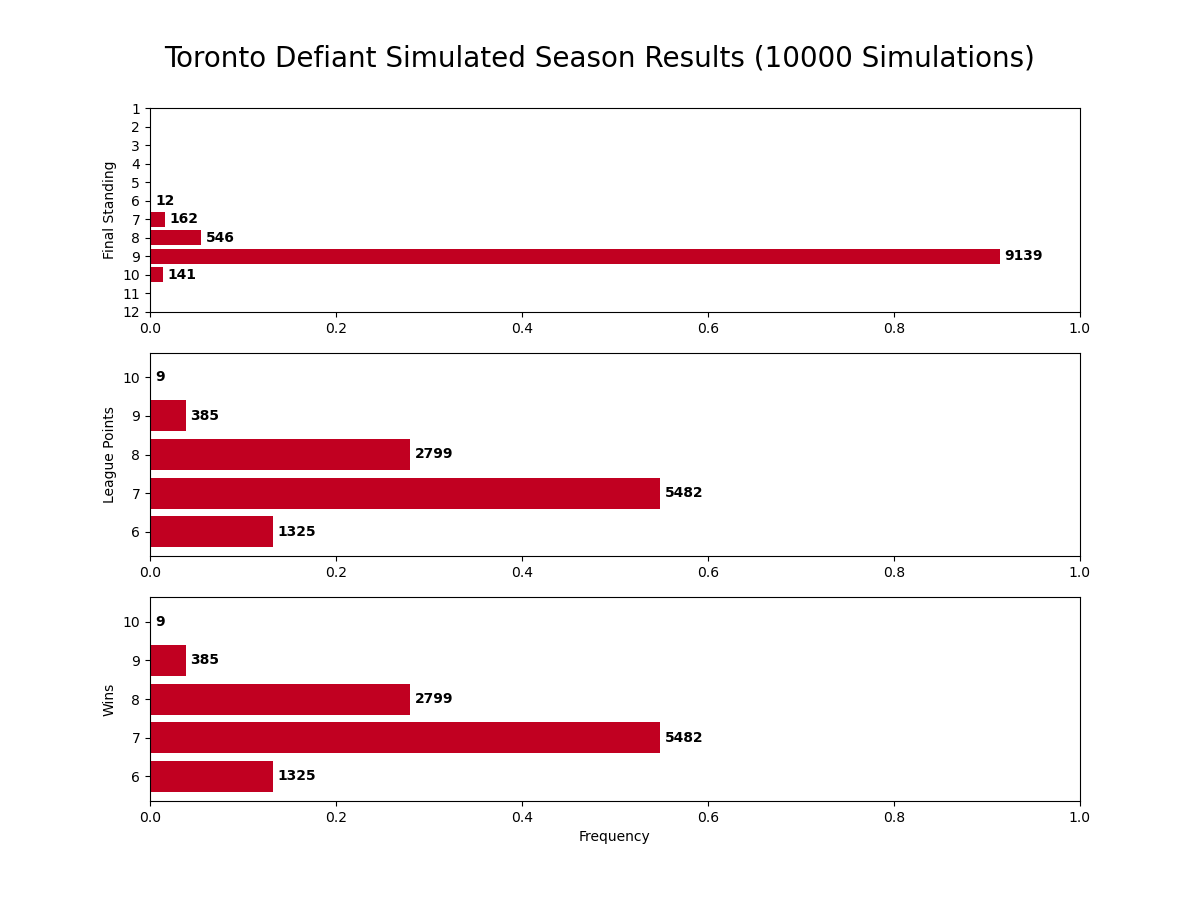 Toronto Defiant Simulated Season Results (10000 Simulations)
Final Standing
1
2
3
4
5
6 12
7 162
8 546
9 9139
10 141
11
12
0.0 0.2 0.4 0.6 0.8 1.0
League Points
10 9
9 385
8 2799
7 5482
6 1325
0.0 0.2 0.4 0.6 0.8 1.0
Wins
10 9
9 385
8 2799
7 5482
6 1325
0.0 0.2 0.4 0.6 0.8 1.0
Frequency